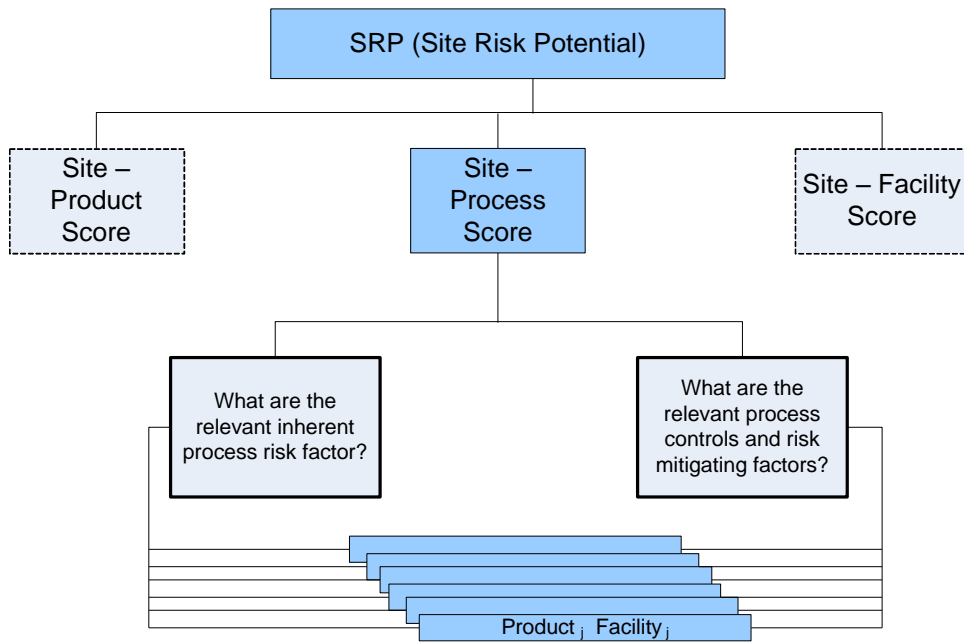 SRP (Site Risk Potential)
Site –
Product
Score
Site –
Process
Score
Site – Facility
Score
What are the
relevant inherent
process risk factor?
What are the
relevant process
controls and risk
mitigating factors?
Product j Facility j